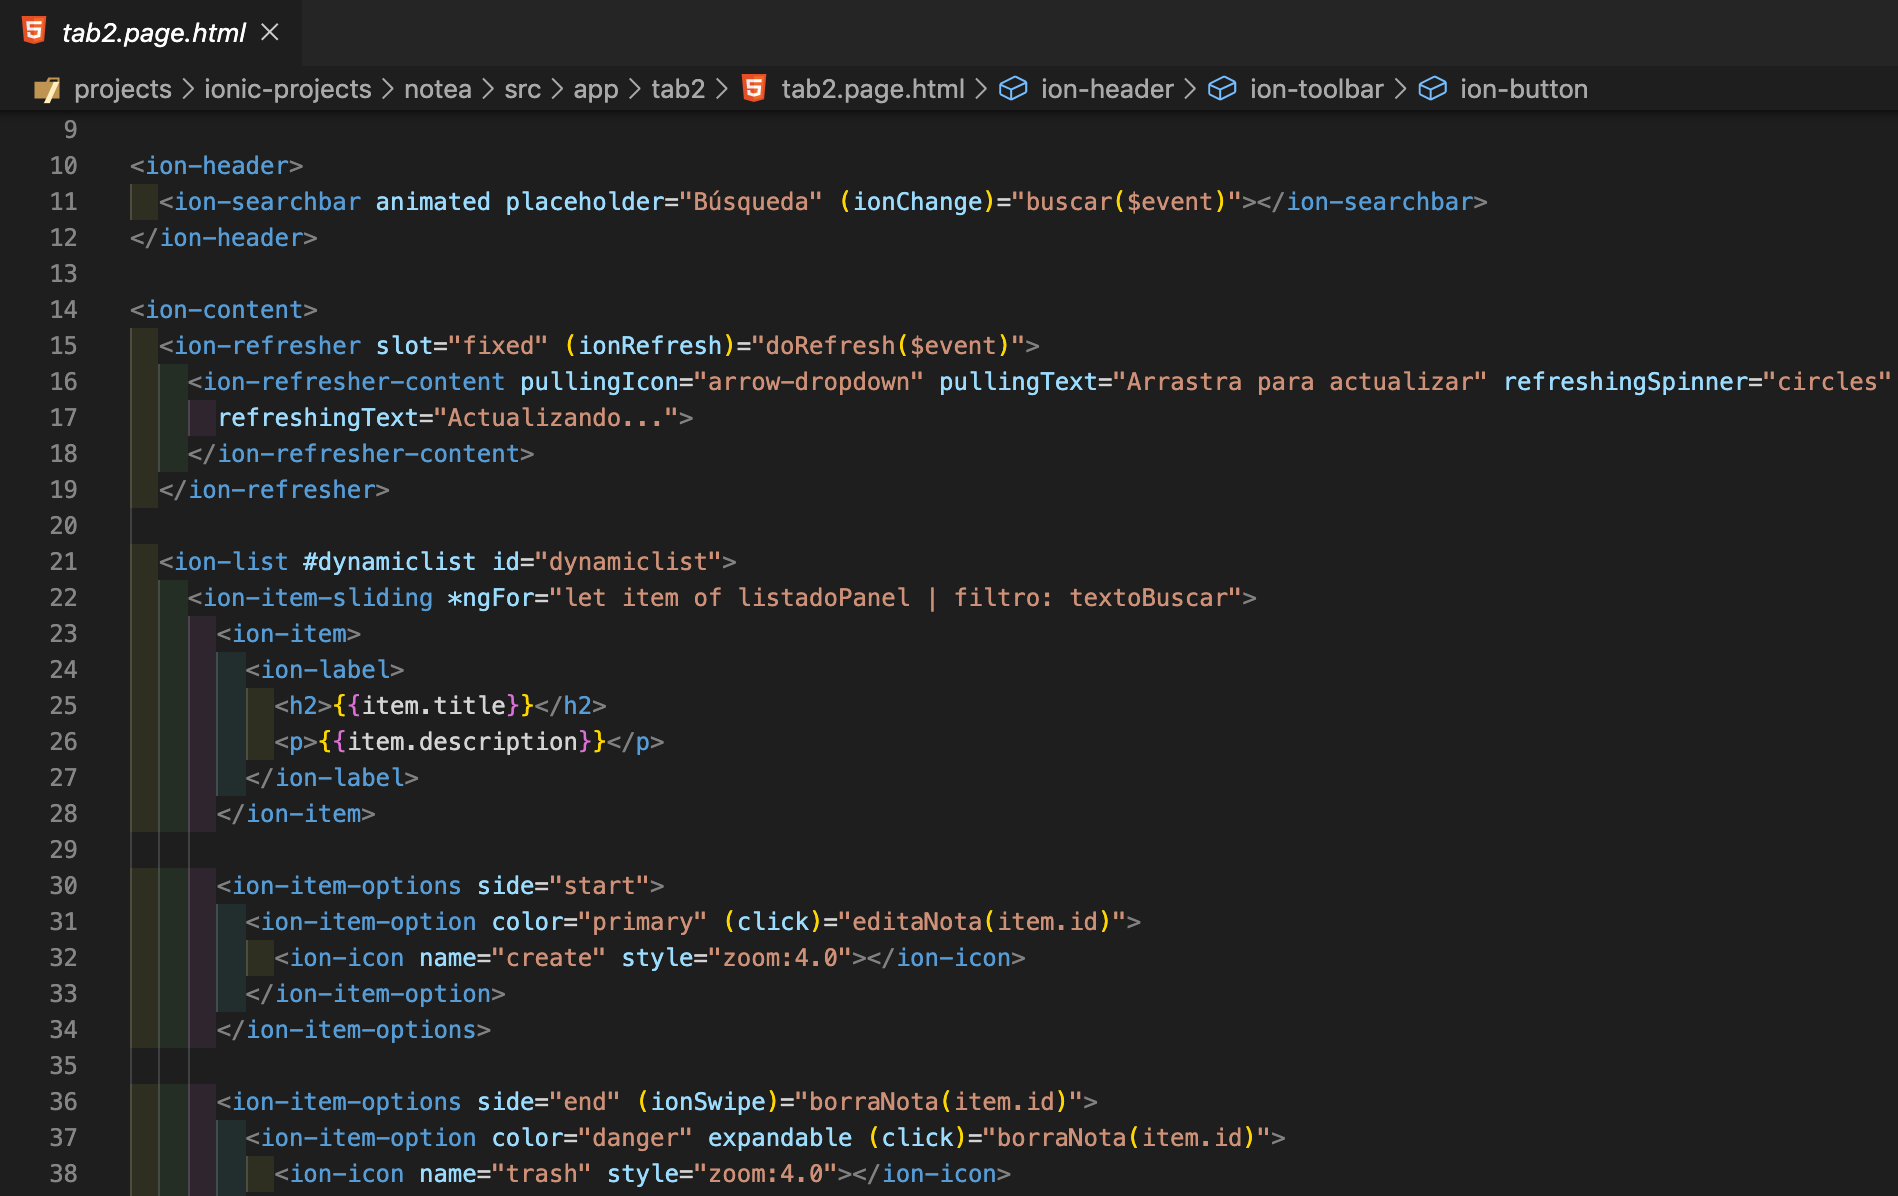 tab2.page.html
projects > ionic-projects > notea > src > app > tab2 > tab2.page.html > ion-header > ion-toolbar > ion-button
9
10 <ion-header>
11   <ion-searchbar animated placeholder="Búsqueda" (ionChange)="buscar($event)"></ion-searchbar>
12 </ion-header>
13
14 <ion-content>
15   <ion-refresher slot="fixed" (ionRefresh)="doRefresh($event)">
16     <ion-refresher-content pullingIcon="arrow-dropdown" pullingText="Arrastra para actualizar" refreshingSpinner="circles"
17       refreshingText="Actualizando...">
18     </ion-refresher-content>
19   </ion-refresher>
20
21   <ion-list #dynamiclist id="dynamiclist">
22     <ion-item-sliding *ngFor="let item of listadoPanel | filtro: textoBuscar">
23       <ion-item>
24         <ion-label>
25           <h2>{{item.title}}</h2>
26           <p>{{item.description}}</p>
27         </ion-label>
28       </ion-item>
29
30       <ion-item-options side="start">
31         <ion-item-option color="primary" (click)="editaNota(item.id)">
32           <ion-icon name="create" style="zoom:4.0"></ion-icon>
33         </ion-item-option>
34       </ion-item-options>
35
36       <ion-item-options side="end" (ionSwipe)="borraNota(item.id)">
37         <ion-item-option color="danger" expandable (click)="borraNota(item.id)">
38           <ion-icon name="trash" style="zoom:4.0"></ion-icon>